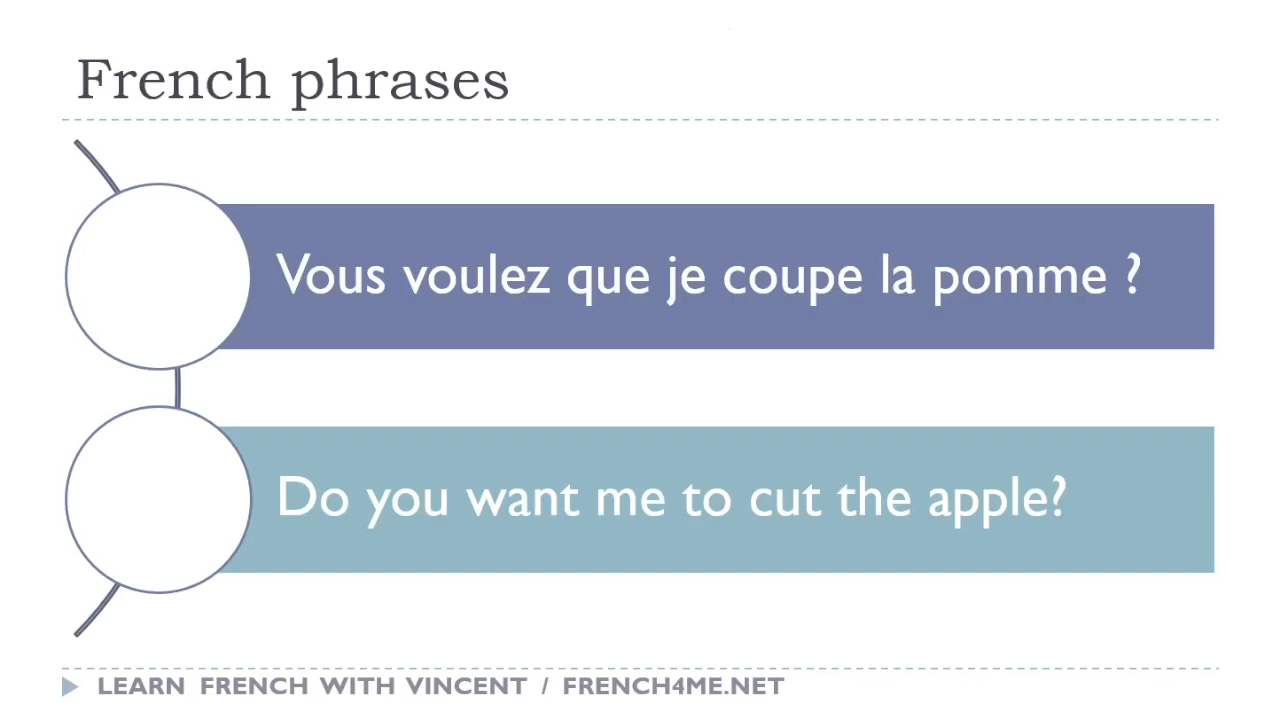 French phrases
Vous voulez que je coupe la pomme ?
Do you want me to cut the apple?
LEARN FRENCH WITH VINCENT / FRENCH4ME.NET